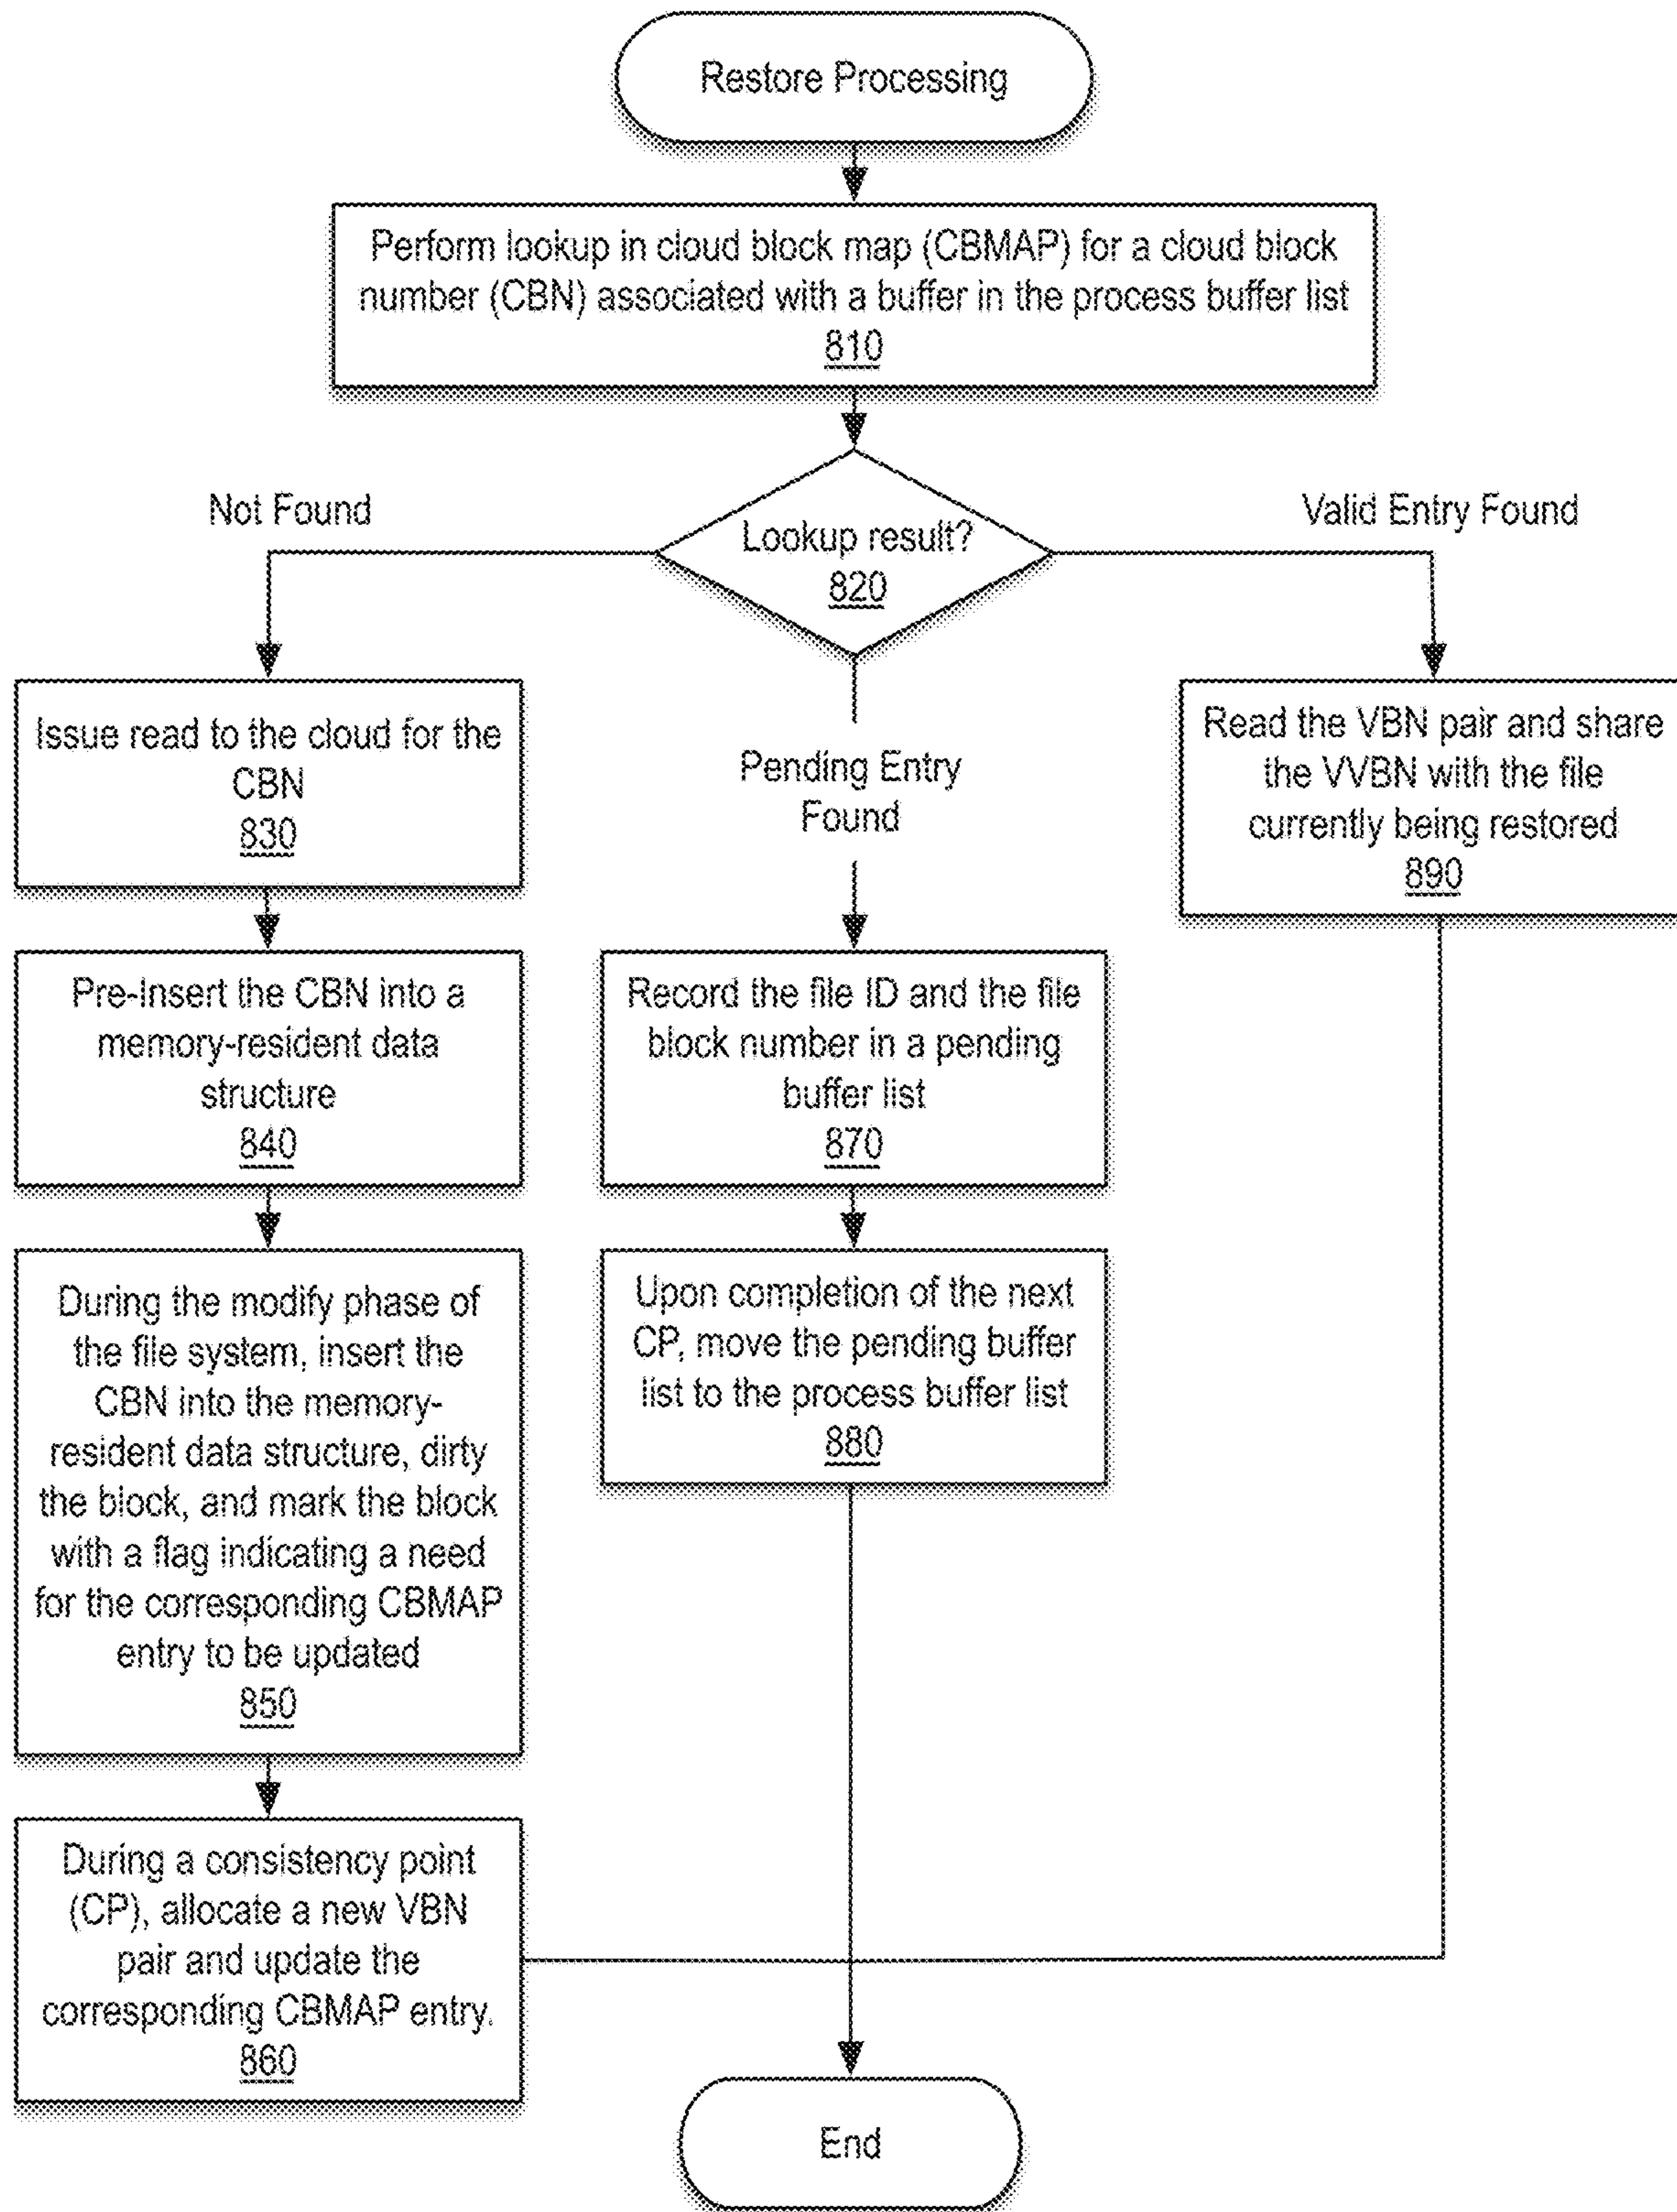 Restore Processing
Perform lookup in cloud block map (CBMAP) for a cloud block
number (CBN) associated with a buffer in the process buffer list
810
Lookup result?
820
Not Found
Valid Entry Found
Pending Entry
Found
Issue read to the cloud for the
CBN
830
Pre-Insert the CBN into a
memory-resident data
structure
840
During the modify phase of
the file system, insert the
CBN into the memory-
resident data structure, dirty
the block, and mark the block
with a flag indicating a need
for the corresponding CBMAP
entry to be updated
850
During a consistency point
(CP), allocate a new VBN
pair and update the
corresponding CBMAP entry.
860
Record the file ID and the file
block number in a pending
buffer list
870
Upon completion of the next
CP, move the pending buffer
list to the process buffer list
880
Read the VBN pair and share
the VVBN with the file
currently being restored
890
End